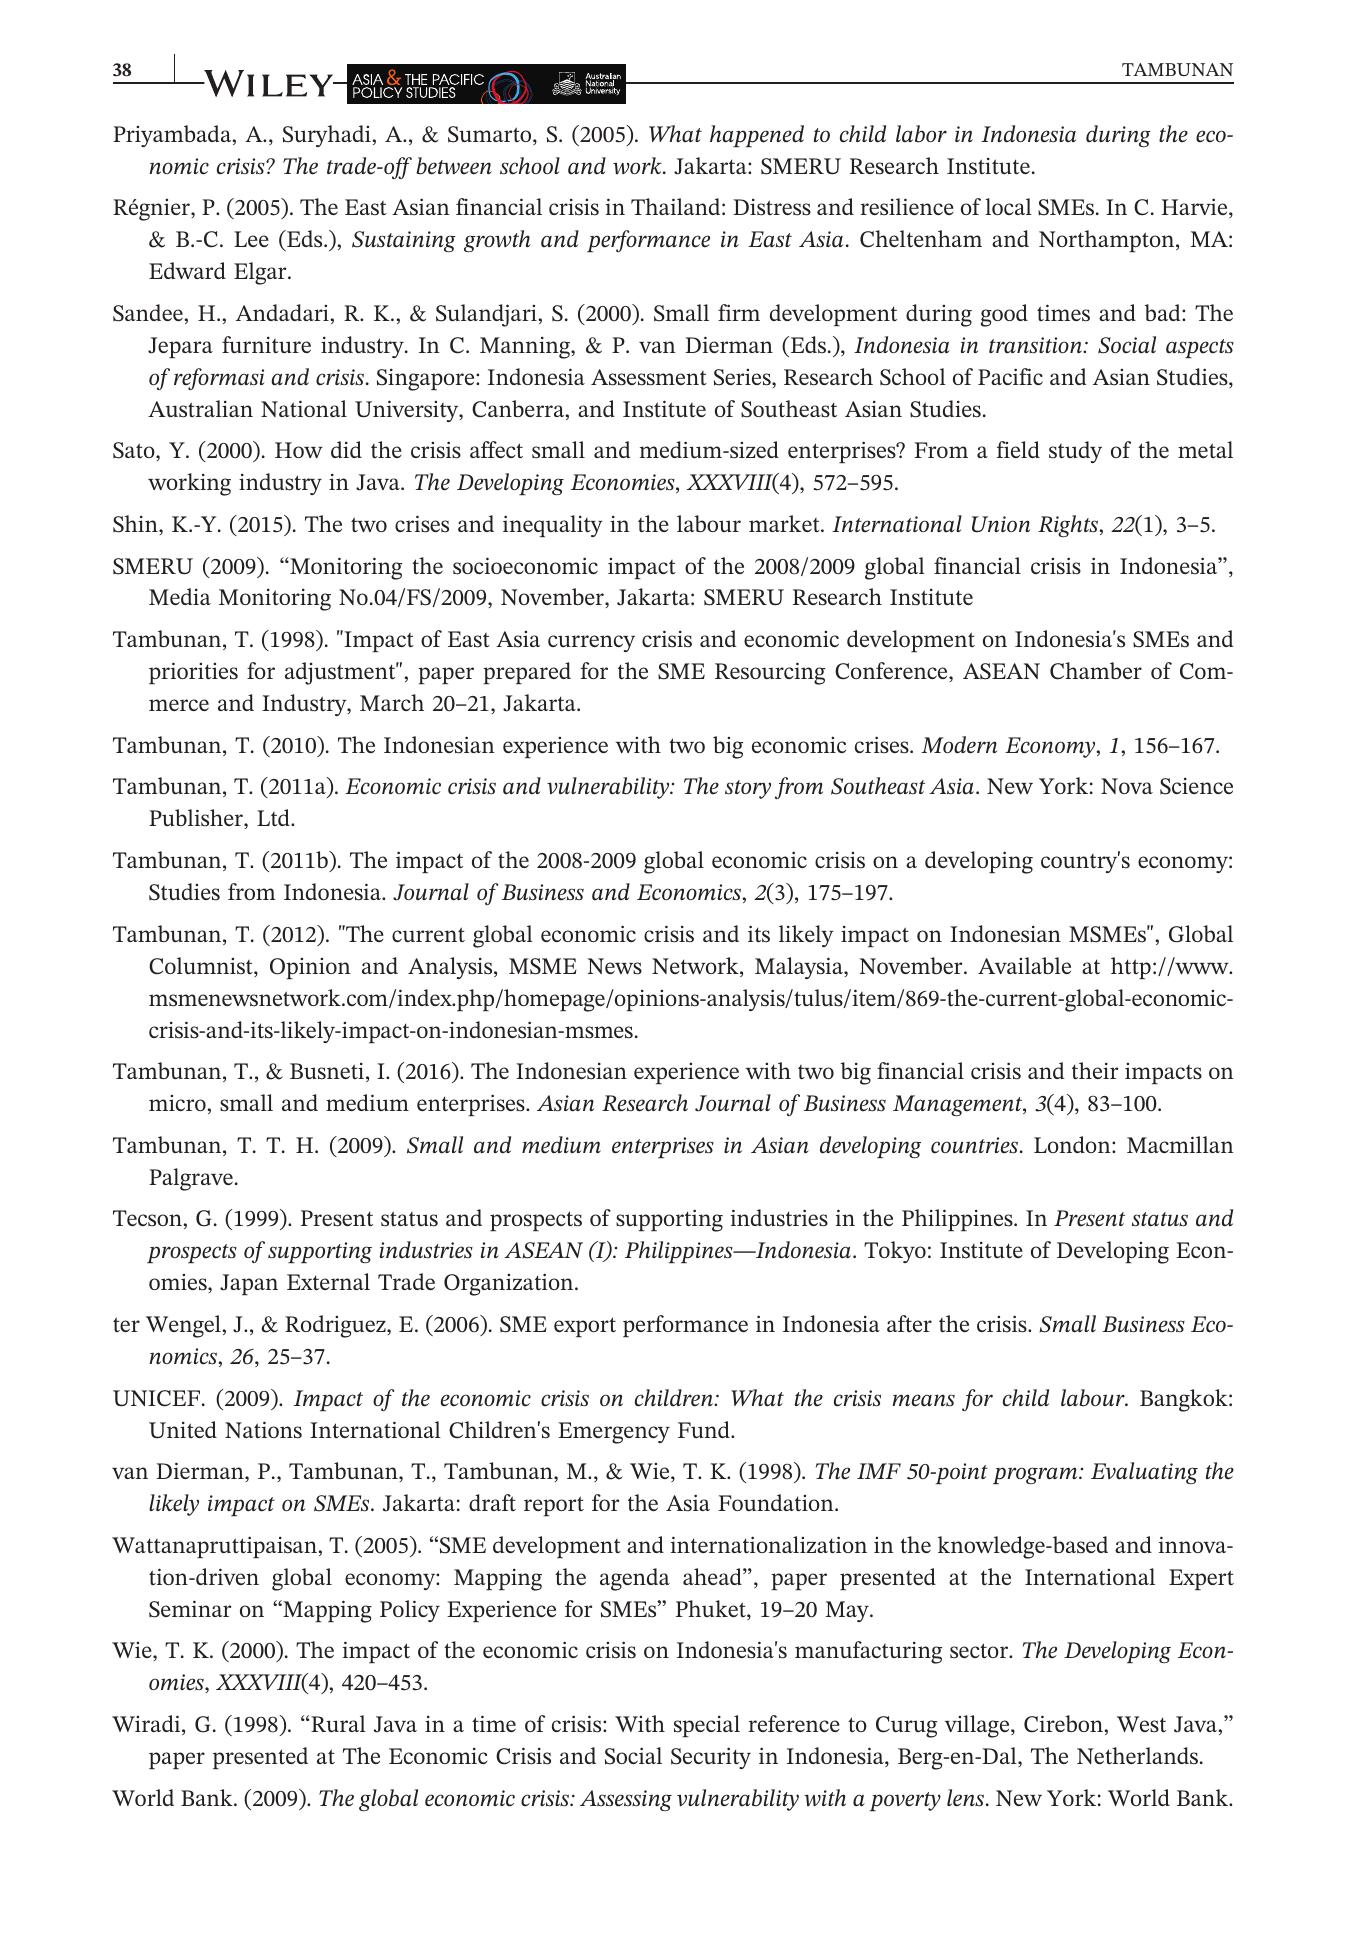 38
WILEY
ASIA & THE PACIFIC
POLICY STUDIES
Australian
National
University
TAMBUNAN
Priyambada, A., Suryhadi, A., & Sumarto, S. (2005). What happened to child labor in Indonesia during the eco-
nomic crisis? The trade-off between school and work. Jakarta: SMERU Research Institute.
Régnier, P. (2005). The East Asian financial crisis in Thailand: Distress and resilience of local SMEs. In C. Harvie,
& B.-C. Lee (Eds.), Sustaining growth and performance in East Asia. Cheltenham and Northampton, MA:
Edward Elgar.
Sandee, H., Andadari, R. K., & Sulandjari, S. (2000). Small firm development during good times and bad: The
Jepara furniture industry. In C. Manning, & P. van Dierman (Eds.), Indonesia in transition: Social aspects
of reformasi and crisis. Singapore: Indonesia Assessment Series, Research School of Pacific and Asian Studies,
Australian National University, Canberra, and Institute of Southeast Asian Studies.
Sato, Y. (2000). How did the crisis affect small and medium-sized enterprises? From a field study of the metal
working industry in Java. The Developing Economies, XXXVIII(4), 572–595.
Shin, K.-Y. (2015). The two crises and inequality in the labour market. International Union Rights, 22(1), 3–5.
SMERU (2009). “Monitoring the socioeconomic impact of the 2008/2009 global financial crisis in Indonesia”,
Media Monitoring No.04/FS/2009, November, Jakarta: SMERU Research Institute
Tambunan, T. (1998). "Impact of East Asia currency crisis and economic development on Indonesia's SMEs and
priorities for adjustment", paper prepared for the SME Resourcing Conference, ASEAN Chamber of Com-
merce and Industry, March 20–21, Jakarta.
Tambunan, T. (2010). The Indonesian experience with two big economic crises. Modern Economy, 1, 156–167.
Tambunan, T. (2011a). Economic crisis and vulnerability: The story from Southeast Asia. New York: Nova Science
Publisher, Ltd.
Tambunan, T. (2011b). The impact of the 2008-2009 global economic crisis on a developing country's economy:
Studies from Indonesia. Journal of Business and Economics, 2(3), 175–197.
Tambunan, T. (2012). "The current global economic crisis and its likely impact on Indonesian MSMEs", Global
Columnist, Opinion and Analysis, MSME News Network, Malaysia, November. Available at http://www.
msmenewsnetwork.com/index.php/homepage/opinions-analysis/tulus/item/869-the-current-global-economic-
crisis-and-its-likely-impact-on-indonesian-msmes.
Tambunan, T., & Busneti, I. (2016). The Indonesian experience with two big financial crisis and their impacts on
micro, small and medium enterprises. Asian Research Journal of Business Management, 3(4), 83–100.
Tambunan, T. T. H. (2009). Small and medium enterprises in Asian developing countries. London: Macmillan
Palgrave.
Tecson, G. (1999). Present status and prospects of supporting industries in the Philippines. In Present status and
prospects of supporting industries in ASEAN (I): Philippines—Indonesia. Tokyo: Institute of Developing Econ-
omies, Japan External Trade Organization.
ter Wengel, J., & Rodriguez, E. (2006). SME export performance in Indonesia after the crisis. Small Business Eco-
nomics, 26, 25–37.
UNICEF. (2009). Impact of the economic crisis on children: What the crisis means for child labour. Bangkok:
United Nations International Children's Emergency Fund.
van Dierman, P., Tambunan, T., Tambunan, M., & Wie, T. K. (1998). The IMF 50-point program: Evaluating the
likely impact on SMEs. Jakarta: draft report for the Asia Foundation.
Wattanapruttipaisan, T. (2005). “SME development and internationalization in the knowledge-based and innova-
tion-driven global economy: Mapping the agenda ahead”, paper presented at the International Expert
Seminar on “Mapping Policy Experience for SMEs” Phuket, 19–20 May.
Wie, T. K. (2000). The impact of the economic crisis on Indonesia's manufacturing sector. The Developing Econ-
omies, XXXVIII(4), 420–453.
Wiradi, G. (1998). “Rural Java in a time of crisis: With special reference to Curug village, Cirebon, West Java,”
paper presented at The Economic Crisis and Social Security in Indonesia, Berg-en-Dal, The Netherlands.
World Bank. (2009). The global economic crisis: Assessing vulnerability with a poverty lens. New York: World Bank.